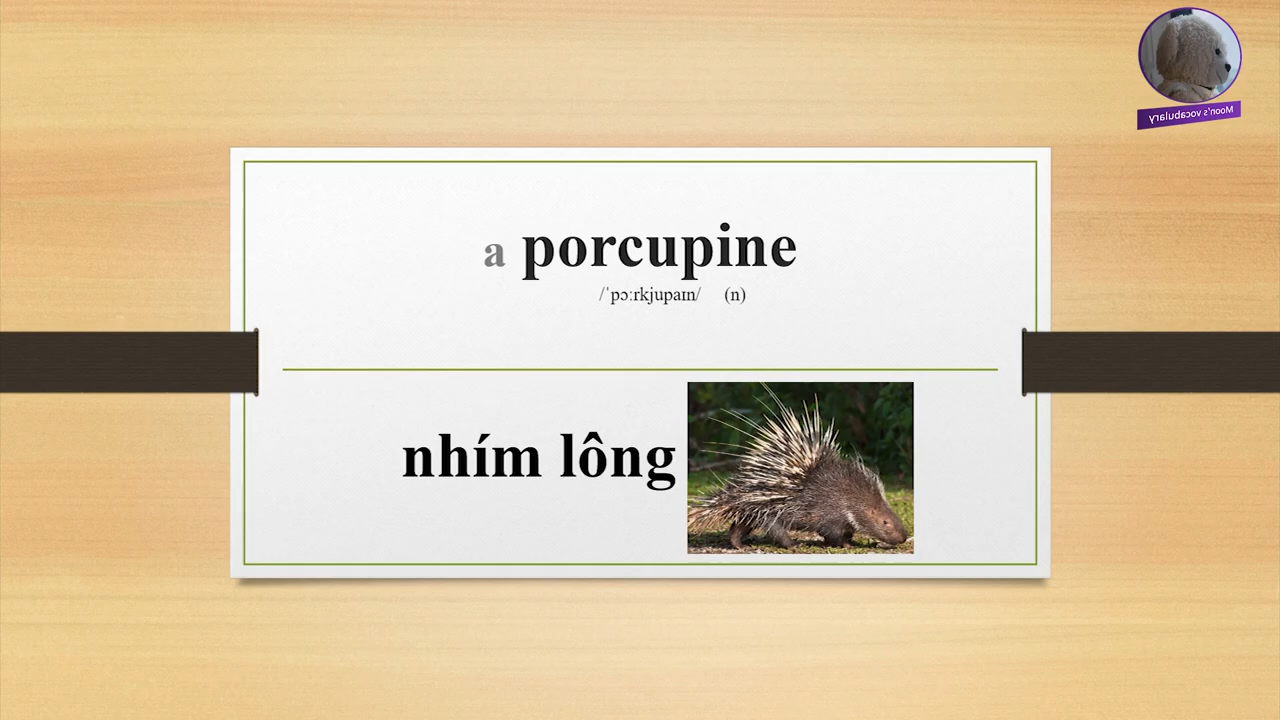 Moon's vocabulary
a porcupine
/ˈpɔːrkjupaɪn/ (n)
nhím lông